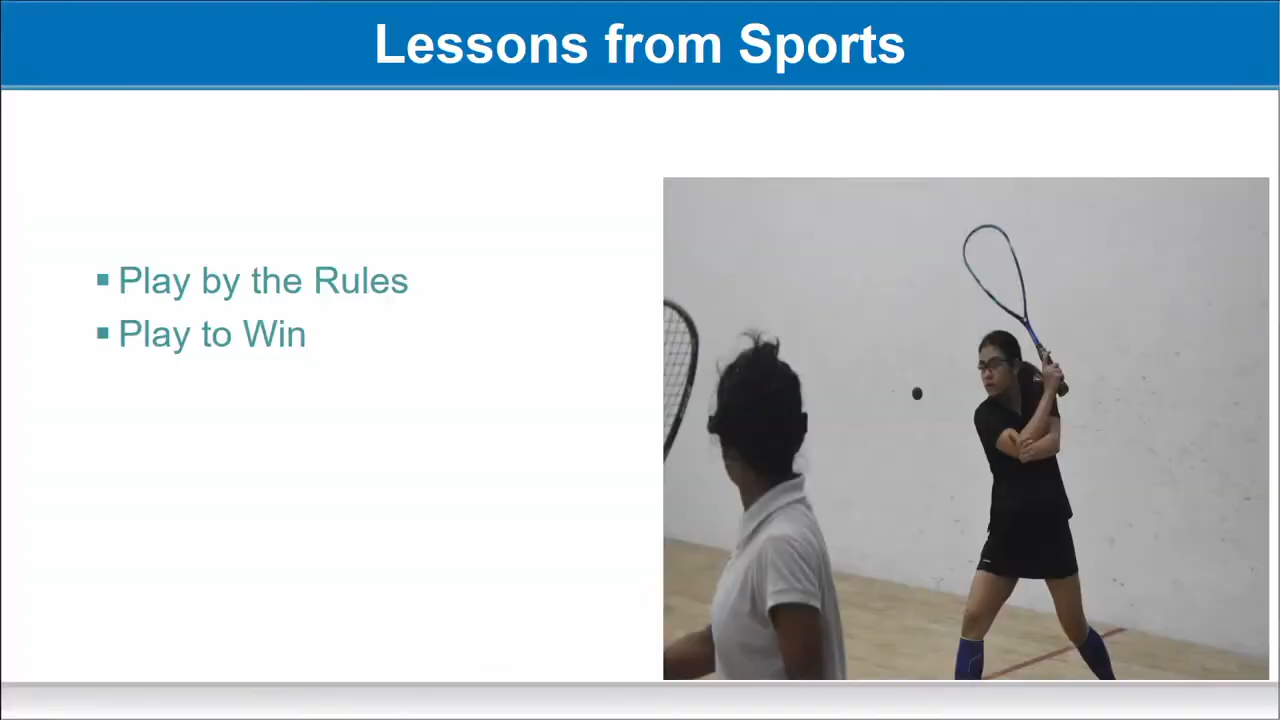 Lessons from Sports
▪ Play by the Rules
▪ Play to Win